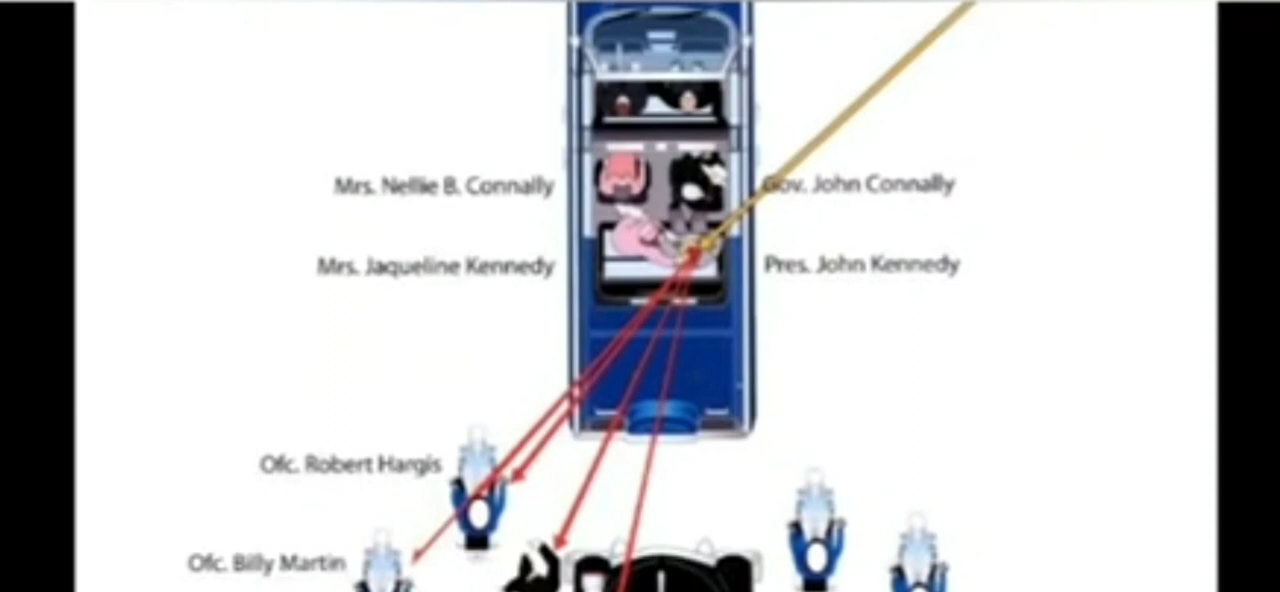 Mrs. Nellie B. Connally
Gov. John Connally
Mrs. Jaqueline Kennedy
Pres. John Kennedy
Ofc. Robert Hargis
Ofc. Billy Martin